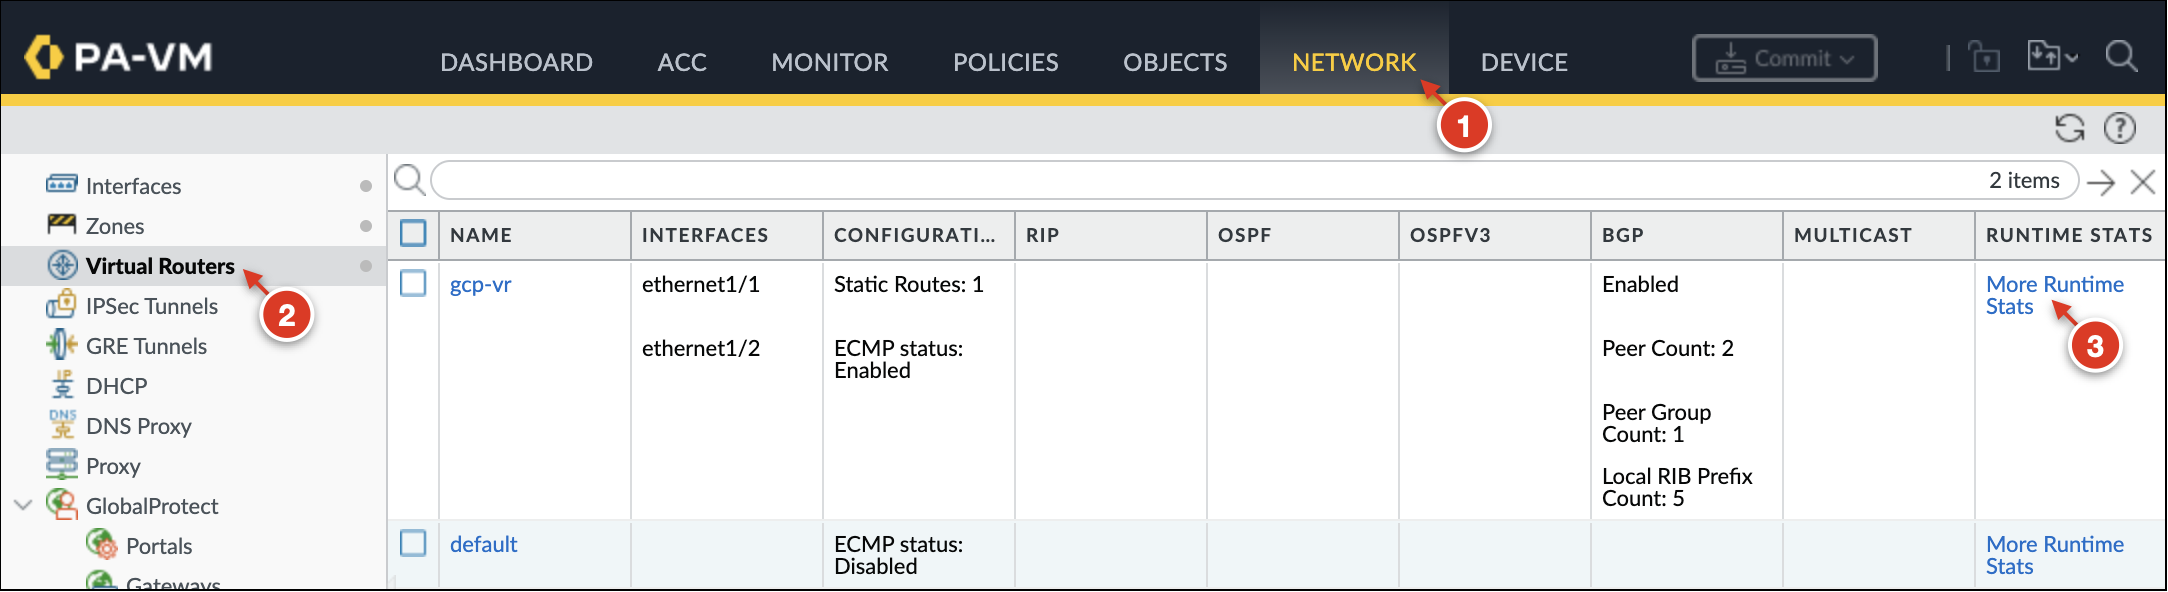 PA-VM
DASHBOARD ACC MONITOR POLICIES OBJECTS NETWORK DEVICE Commit
1
Interfaces
Zones
Virtual Routers
2
IPSec Tunnels
GRE Tunnels
IP
DHCP
DNS
DNS Proxy
Proxy
GlobalProtect
Portals
Gateways
2 items
NAME INTERFACES CONFIGURATI... RIP OSPF OSPFV3 BGP MULTICAST RUNTIME STATS
gcp-vr ethernet1/1 Static Routes: 1 Enabled More Runtime
Stats
3
ethernet1/2 ECMP status: Peer Count: 2
Enabled
Peer Group
Count: 1
Local RIB Prefix
Count: 5
default ECMP status: More Runtime
Disabled Stats